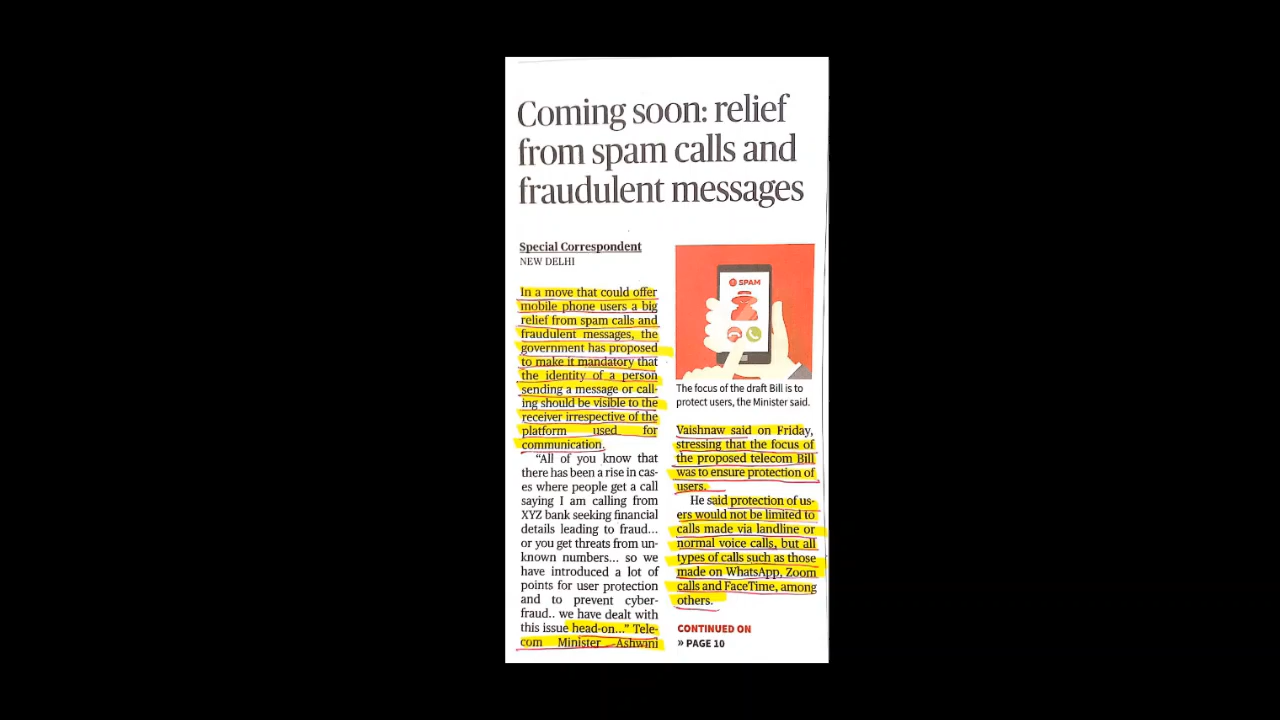 Coming soon: relief
from spam calls and
fraudulent messages
Special Correspondent
NEW DELHI
In a move that could offer
mobile phone users a big
relief from spam calls and
fraudulent messages, the
government has proposed
to make it mandatory that
the identity of a person
sending a message or call-
ing should be visible to the
receiver irrespective of the
platform used for
communication.
“All of you know that
there has been a rise in cas-
es where people get a call
saying I am calling from
XYZ bank seeking financial
details leading to fraud...
or you get threats from un-
known numbers... so we
have introduced a lot of
points for user protection
and to prevent cyber-
fraud.. we have dealt with
this issue head-on...” Tele-
com Minister Ashwini
SPAM
The focus of the draft Bill is to
protect users, the Minister said.
Vaishnaw said on Friday,
stressing that the focus of
the proposed telecom Bill
was to ensure protection of
users.
He said protection of us-
ers would not be limited to
calls made via landline or
normal voice calls, but all
types of calls such as those
made on WhatsApp, Zoom
calls and FaceTime, among
others.
CONTINUED ON
» PAGE 10